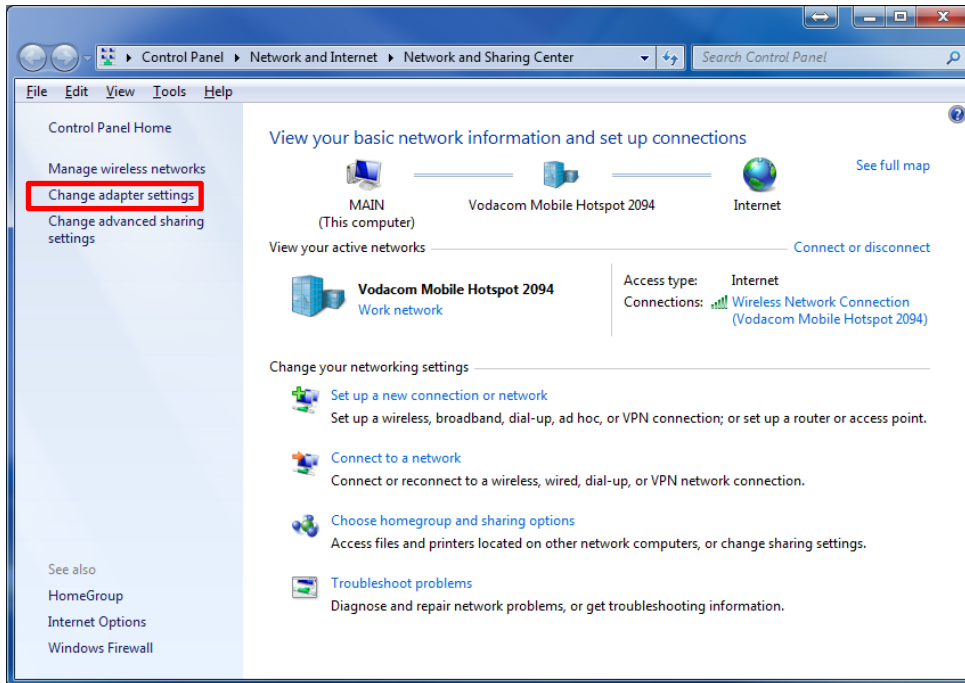 Control Panel ▸ Network and Internet ▸ Network and Sharing Center
Search Control Panel
File Edit View Tools Help
Control Panel Home
Manage wireless networks
Change adapter settings
Change advanced sharing
settings
See also
HomeGroup
Internet Options
Windows Firewall
View your basic network information and set up connections
See full map
MAIN
(This computer)
Vodacom Mobile Hotspot 2094
Internet
View your active networks
Connect or disconnect
Vodacom Mobile Hotspot 2094
Work network
Access type: Internet
Connections: Wireless Network Connection
(Vodacom Mobile Hotspot 2094)
Change your networking settings
Set up a new connection or network
Set up a wireless, broadband, dial-up, ad hoc, or VPN connection; or set up a router or access point.
Connect to a network
Connect or reconnect to a wireless, wired, dial-up, or VPN network connection.
Choose homegroup and sharing options
Access files and printers located on other network computers, or change sharing settings.
Troubleshoot problems
Diagnose and repair network problems, or get troubleshooting information.